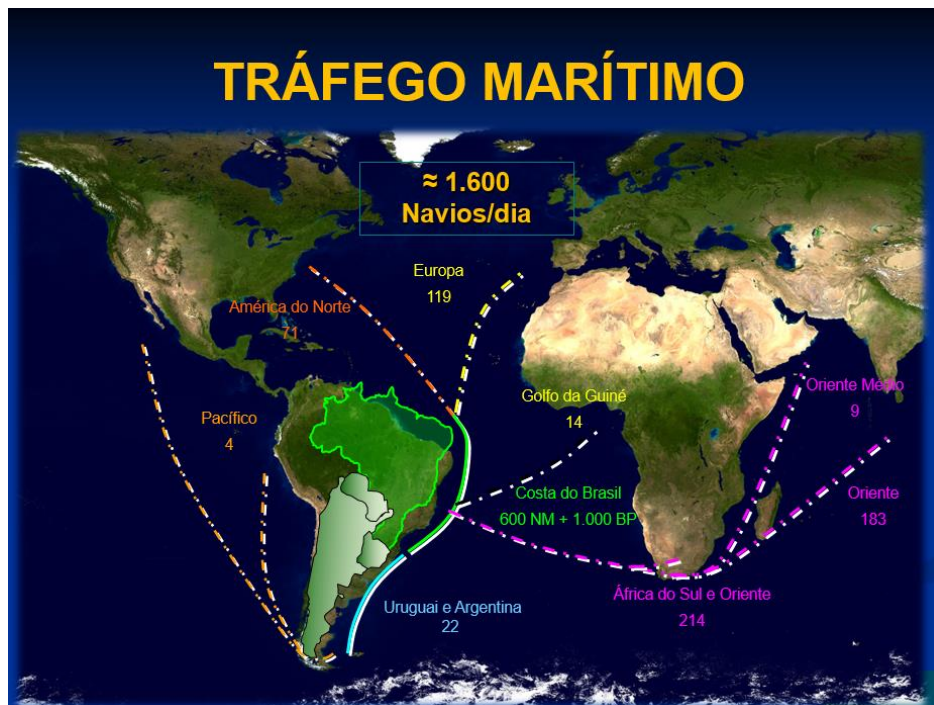 TRÁFEGO MARÍTIMO
≈ 1.600
Navios/dia
Europa
119
América do Norte
71
Pacífico
4
Golfo da Guiné
14
Oriente Médio
9
Costa do Brasil
600 NM + 1.000 BP
Oriente
183
África do Sul e Oriente
214
Uruguai e Argentina
22